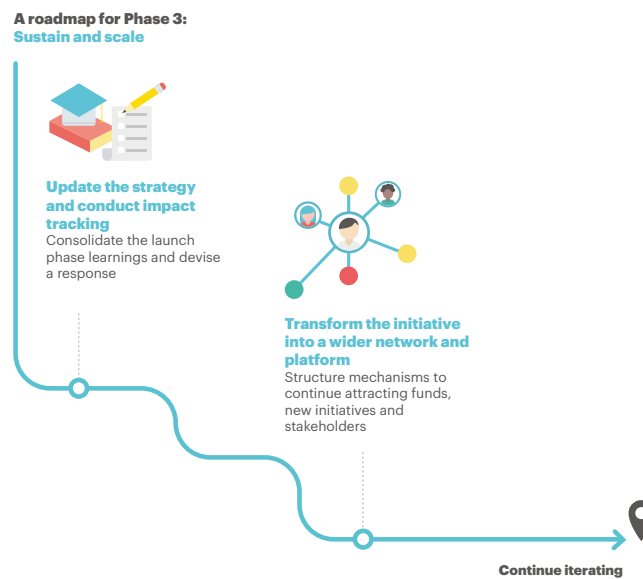 A roadmap for Phase 3:
Sustain and scale
Update the strategy
and conduct impact
tracking
Consolidate the launch
phase learnings and devise
a response
Transform the initiative
into a wider network and
platform
Structure mechanisms to
continue attracting funds,
new initiatives and
stakeholders
Continue iterating